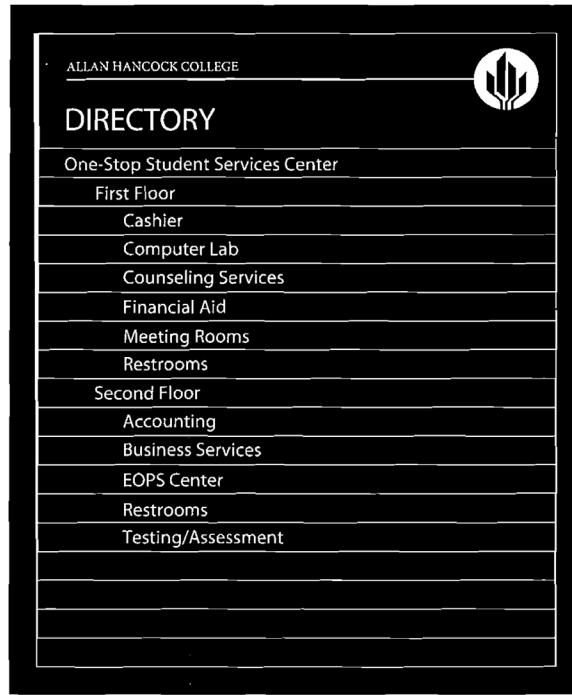 ALLAN HANCOCK COLLEGE
DIRECTORY
One-Stop Student Services Center
First Floor
Cashier
Computer Lab
Counseling Services
Financial Aid
Meeting Rooms
Restrooms
Second Floor
Accounting
Business Services
EOPS Center
Restrooms
Testing/Assessment